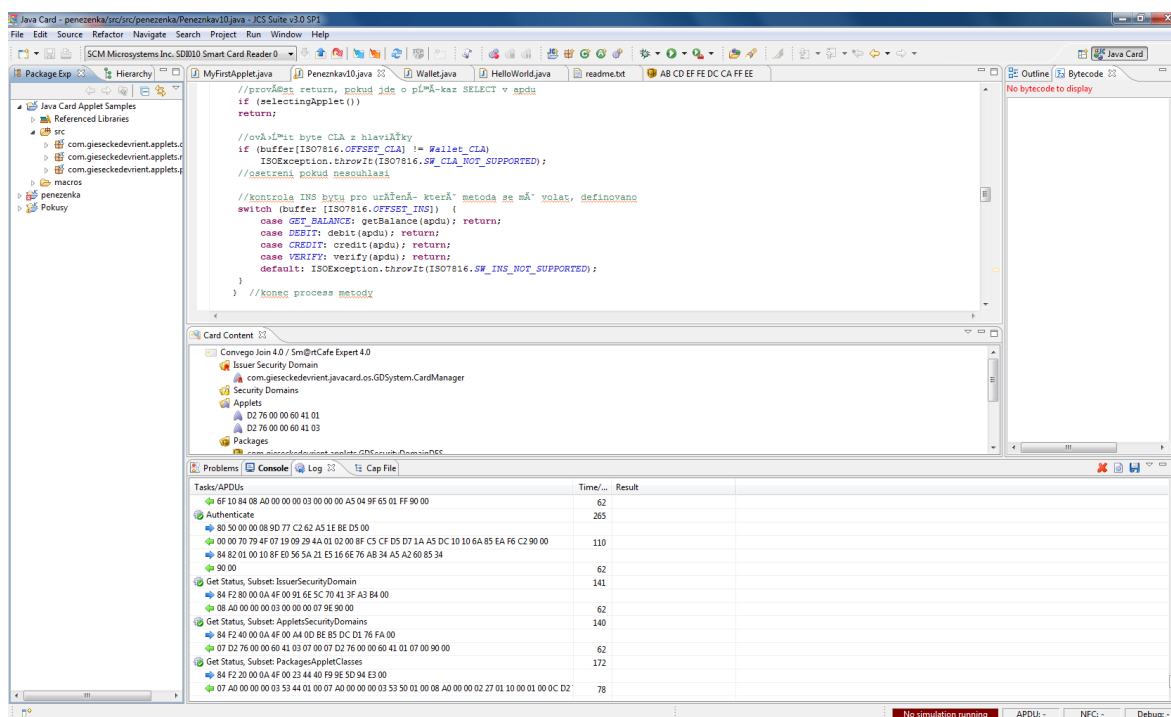 Java Card - penezenka/src/src/penezenka/Peneznkav10.java - JCS Suite v3.0 SP1
File Edit Source Refactor Navigate Search Project Run Window Help
SCM Microsystems Inc. SDI010 Smart Card Reader 0
Java Card
Package Exp
Hierarchy
Java Card Applet Samples
Referenced Libraries
src
com.gieseckedevrient.applets.c
com.gieseckedevrient.applets.r
com.gieseckedevrient.applets.p
macros
penezenka
Pokusy
MyFirstApplet.java Peneznkav10.java Wallet.java HelloWorld.java readme.txt AB CD EF FE DC CA FF EE
//provÃ©st return, pokud jde o pÅ™Ã-kaz SELECT v apdu
if (selectingApplet())
return;
//ovÄ›Å™it byte CLA z hlaviÄŤky
if (buffer[ISO7816.OFFSET_CLA] != Wallet_CLA)
ISOException.throwIt(ISO7816.SW_CLA_NOT_SUPPORTED);
//osetreni pokud nesouhlasi
//kontrola INS bytu pro urÄŤenÃ- kterÃˇ metoda se mÃˇ volat, definovano
switch (buffer [ISO7816.OFFSET_INS]) {
case GET_BALANCE: getBalance(apdu); return;
case DEBIT: debit(apdu); return;
case CREDIT: credit(apdu); return;
case VERIFY: verify(apdu); return;
default: ISOException.throwIt(ISO7816.SW_INS_NOT_SUPPORTED);
}
} //konec process metody
Outline Bytecode
No bytecode to display
Card Content
Convego Join 4.0 / Sm@rtCafe Expert 4.0
Issuer Security Domain
com.gieseckedevrient.javacard.os.GDSystem.CardManager
Security Domains
Applets
D2 76 00 00 60 41 01
D2 76 00 00 60 41 03
Packages
com.gieseckedevrient.applets.GDSecurityDomainDES
Problems Console Log Cap File
Tasks/APDUs Time/... Result
6F 10 84 08 A0 00 00 00 03 00 00 00 A5 04 9F 65 01 FF 90 00 62
Authenticate 265
80 50 00 00 08 9D 77 C2 62 A5 1E BE D5 00
00 00 70 79 4F 07 19 09 29 4A 01 02 00 8F C5 CF D5 D7 1A A5 DC 10 10 6A 85 EA F6 C2 90 00 110
84 82 01 00 10 8F E0 56 5A 21 E5 16 6E 76 AB 34 A5 A2 60 85 34
90 00 62
Get Status, Subset: IssuerSecurityDomain 141
84 F2 80 00 0A 4F 00 91 6E 5C 70 41 3F A3 B4 00
08 A0 00 00 00 03 00 00 00 07 9E 90 00 62
Get Status, Subset: AppletsSecurityDomains 140
84 F2 40 00 0A 4F 00 A4 0D BE B5 DC D1 76 FA 00
07 D2 76 00 00 60 41 03 07 00 07 D2 76 00 00 60 41 01 07 00 90 00 62
Get Status, Subset: PackagesAppletClasses 172
84 F2 20 00 0A 4F 00 23 44 40 F9 9E 5D 94 E3 00
07 A0 00 00 00 03 53 44 01 00 07 A0 00 00 00 03 53 50 01 00 08 A0 00 00 02 27 01 10 00 01 00 0C D2 78
No simulation running APDU: - NFC: - Debug: -